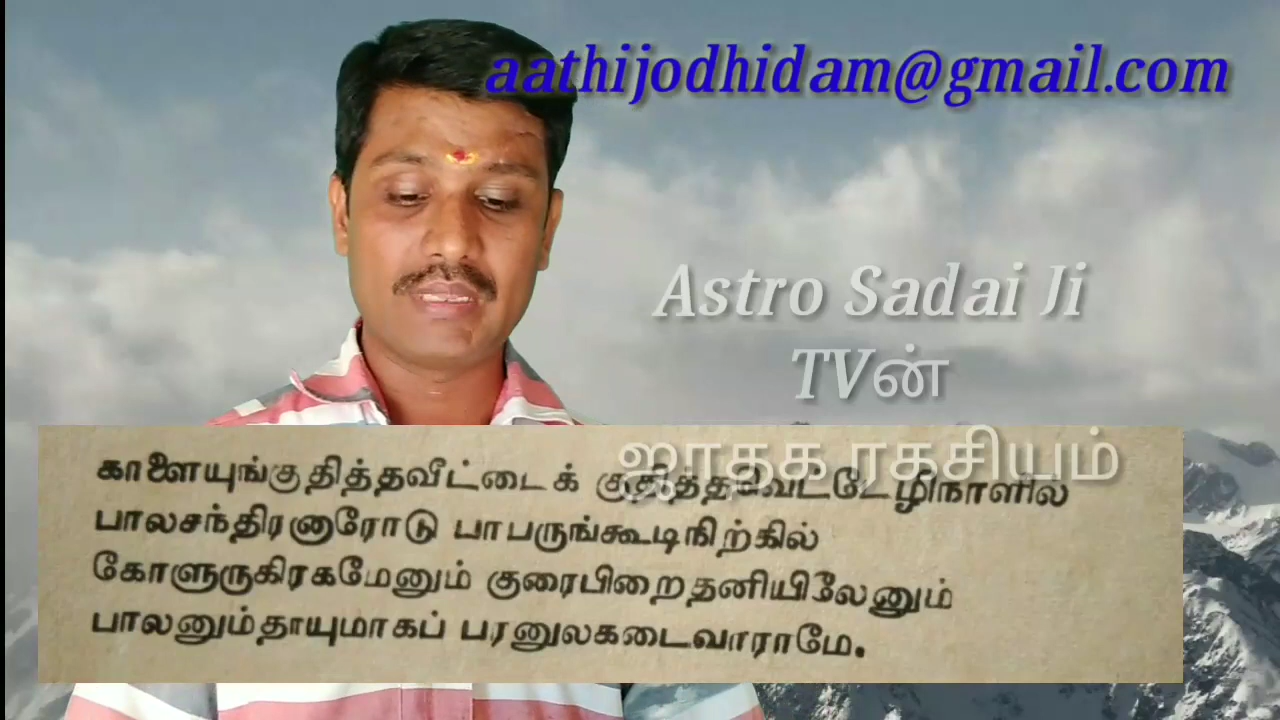 aathijodhidam@gmail.com
Astro Sadai Ji
TVன்
ஜாதக ரகசியம்
காளையுங்குதித்தவீட்டைக் குதித்தவெட்டேழிநாளில்
பாலசந்திரனாரோடு பாபருங்கூடிநிற்கில்
கோளுருகிரகமேனும் குரைபிறைதனியிலேனும்
பாலனும்தாயுமாகப் பரனுலகடைவாராமே.